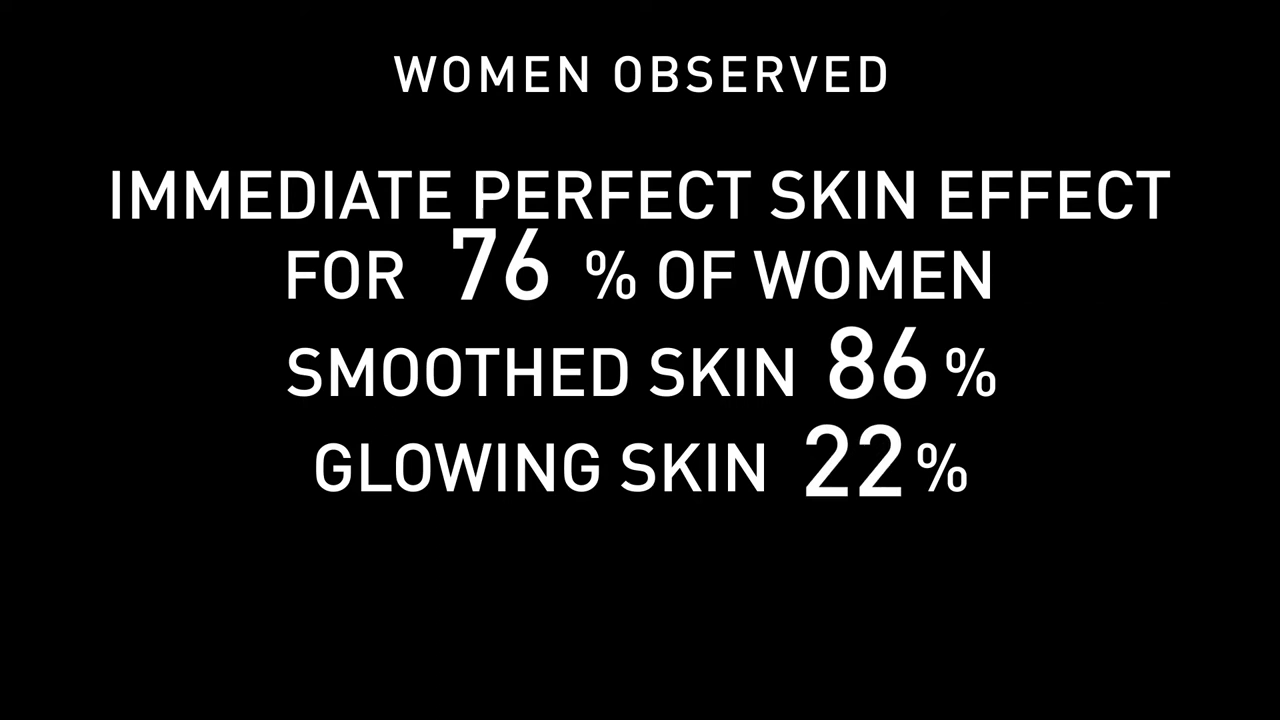 WOMEN OBSERVED
IMMEDIATE PERFECT SKIN EFFECT
FOR 76 % OF WOMEN
SMOOTHED SKIN 86 %
GLOWING SKIN 22 %